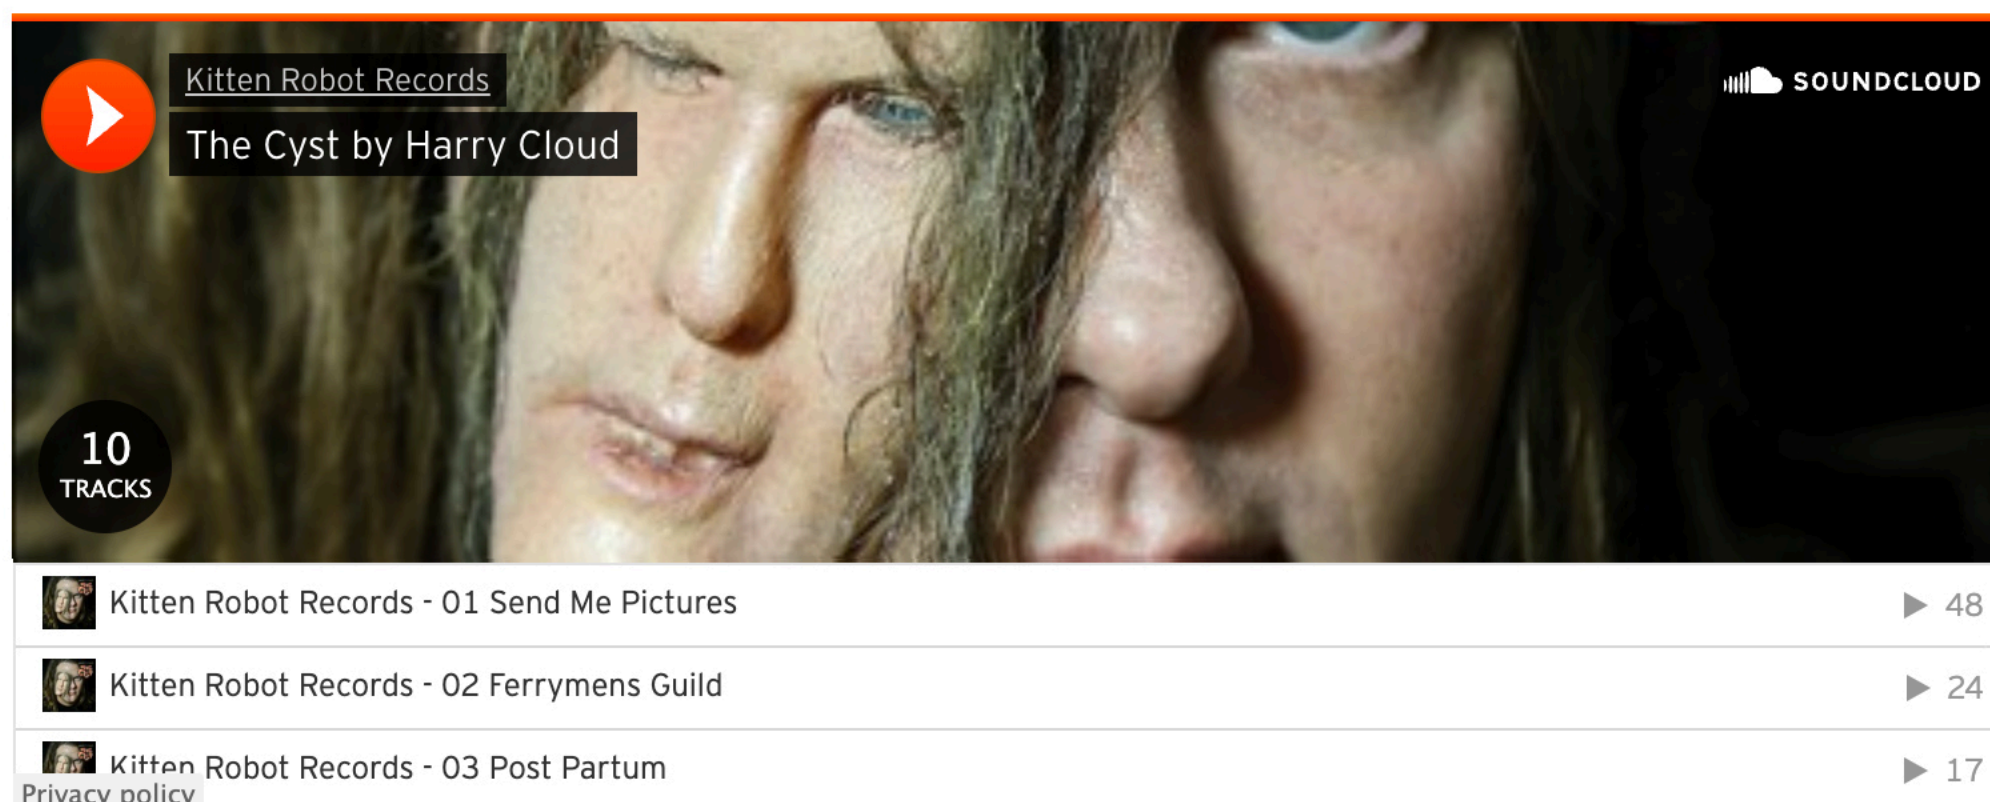 Kitten Robot Records
SOUNDCLOUD
The Cyst by Harry Cloud
10
TRACKS
Kitten Robot Records - 01 Send Me Pictures
48
Kitten Robot Records - 02 Ferrymens Guild
24
Kitten Robot Records - 03 Post Partum
17
Privacy policy